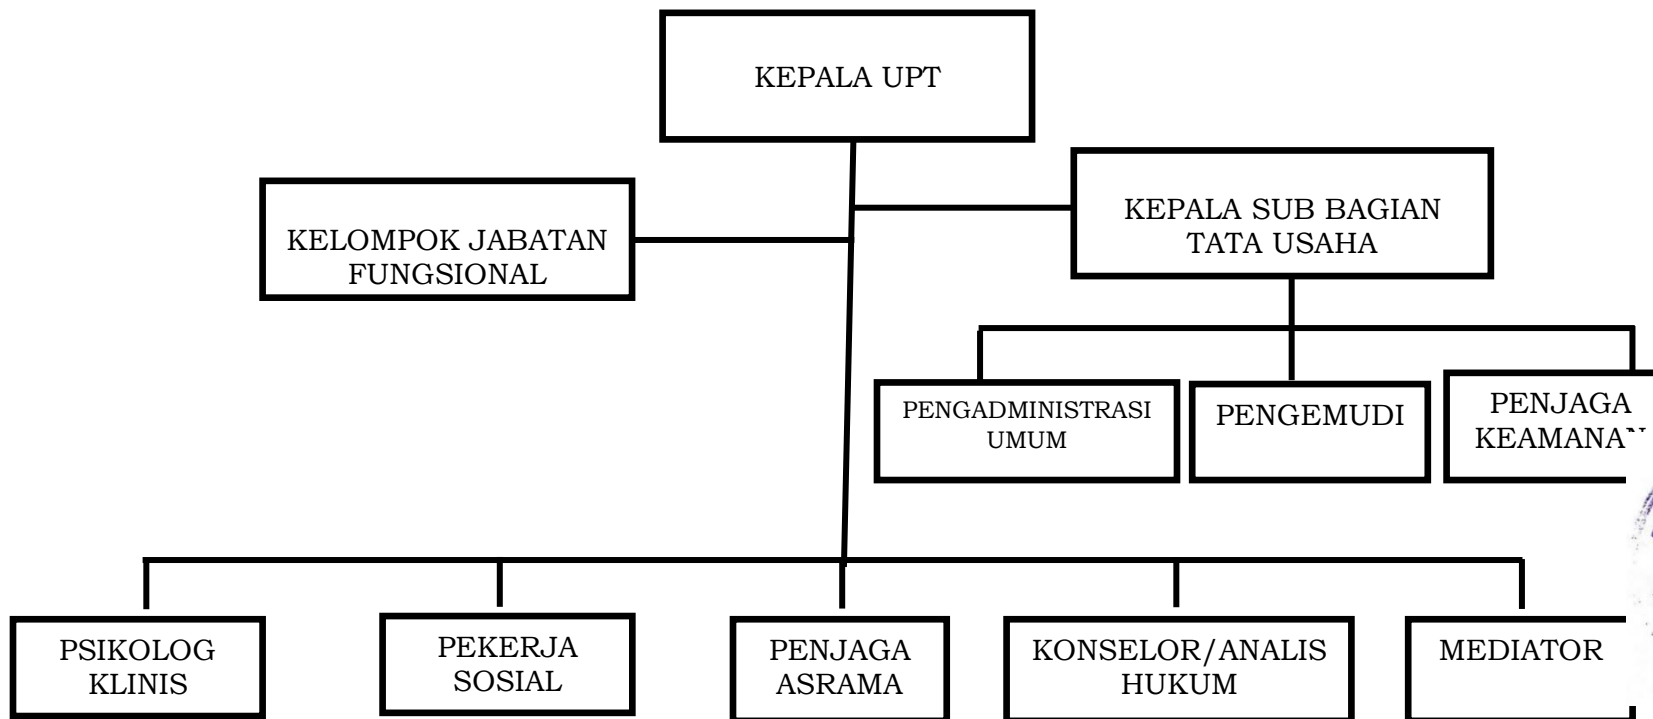 KEPALA UPT
KEPALA SUB BAGIAN
TATA USAHA
KELOMPOK JABATAN
FUNGSIONAL
PENGADMINISTRASI
UMUM
PENGEMUDI
PENJAGA
KEAMANAN
PSIKOLOG
KLINIS
PEKERJA
SOSIAL
PENJAGA
ASRAMA
KONSELOR/ANALIS
HUKUM
MEDIATOR